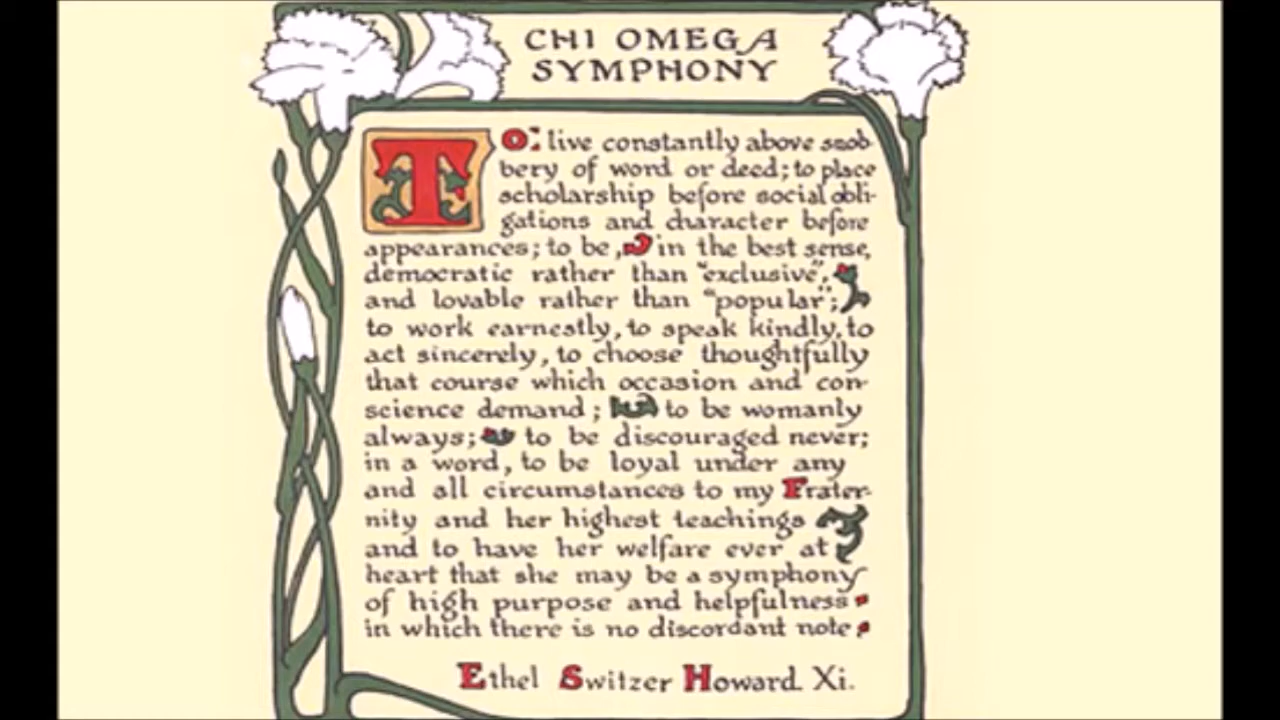 CHI OMEGA
SYMPHONY
TO: live constantly above snob-
bery of word or deed; to place
scholarship before social obli-
gations and character before
appearances; to be, in the best sense,
democratic rather than "exclusive",
and lovable rather than "popular";
to work earnestly, to speak kindly, to
act sincerely, to choose thoughtfully
that course which occasion and con-
science demand; to be womanly
always; to be discouraged never;
in a word, to be loyal under any
and all circumstances to my Frater-
nity and her highest teachings
and to have her welfare ever at
heart that she may be a symphony
of high purpose and helpfulness
in which there is no discordant note.
Ethel Switzer Howard Xi.